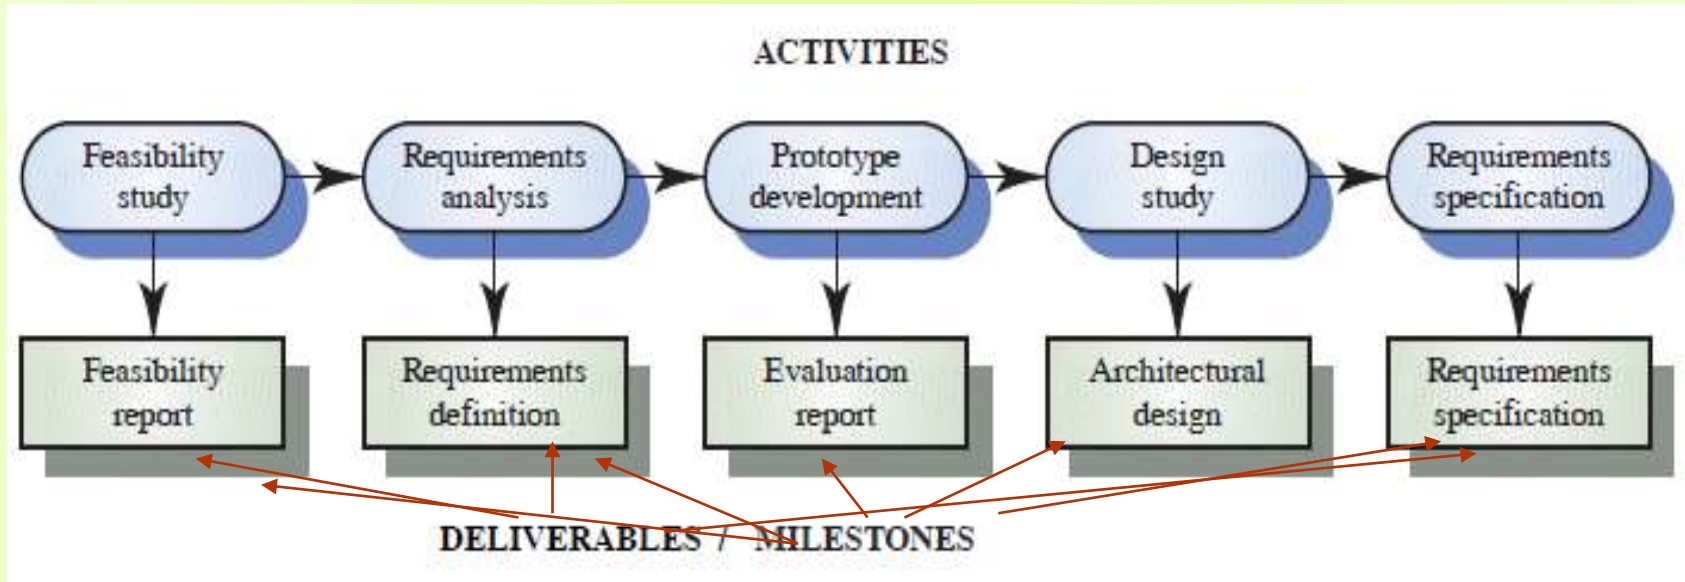 ACTIVITIES
Feasibility
study
Requirements
analysis
Prototype
development
Design
study
Requirements
specification
Feasibility
report
Requirements
definition
Evaluation
report
Architectural
design
Requirements
specification
DELIVERABLES / MILESTONES